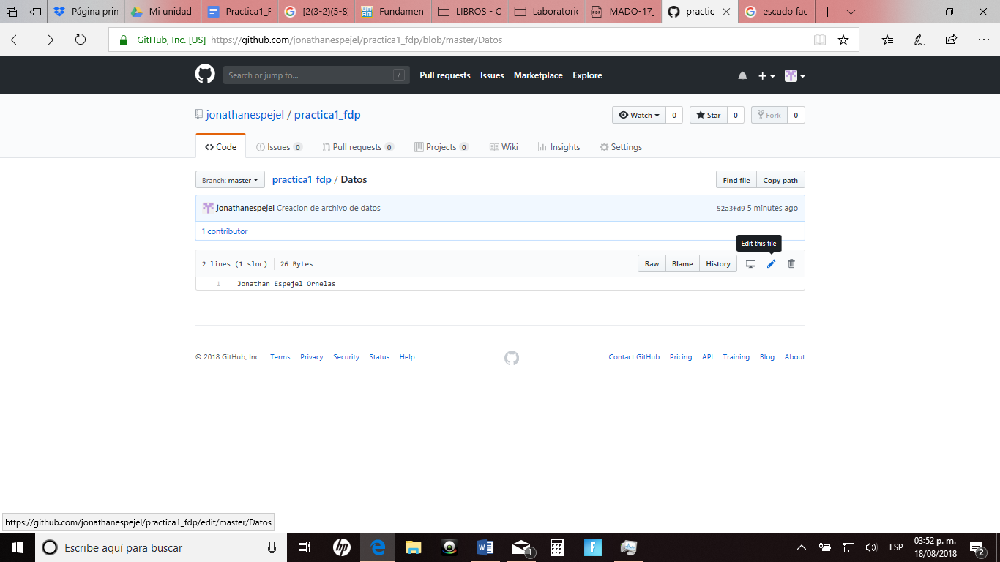 Página prin
Mi unidad
Practica1_F
[2(3-2)(5-8
Fundamen
LIBROS - C
Laboratorio
MADO-17_
practic
escudo fac
GitHub, Inc. [US] https://github.com/jonathanespejel/practica1_fdp/blob/master/Datos
Search or jump to... /
Pull requests Issues Marketplace Explore
jonathanespejel / practica1_fdp
Watch 0 Star 0 Fork 0
Code Issues 0 Pull requests 0 Projects 0 Wiki Insights Settings
Branch: master practica1_fdp / Datos Find file Copy path
jonathanespejel Creacion de archivo de datos 52a3fd9 5 minutes ago
1 contributor
Edit this file
2 lines (1 sloc) 26 Bytes Raw Blame History
1 Jonathan Espejel Ornelas
© 2018 GitHub, Inc. Terms Privacy Security Status Help Contact GitHub Pricing API Training Blog About
https://github.com/jonathanespejel/practica1_fdp/edit/master/Datos
Escribe aquí para buscar
hp
1
ESP
03:52 p. m.
18/08/2018
2